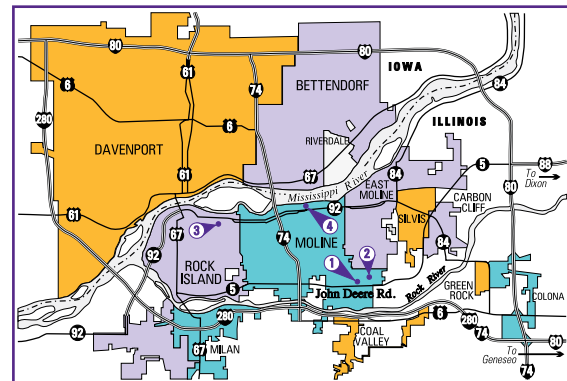 80
61
80
BETTENDORF
IOWA
6
74
84
280
ILLINOIS
6
RIVERDALE
DAVENPORT
5
88
61
67
84
To
Dixon
Mississippi River
EAST
MOLINE
80
92
CARBON
CLIFF
61
SILVIS
4
67
3
74
MOLINE
84
92
ROCK
ISLAND
1
2
5
John Deere Rd.
Rock River
GREEN
ROCK
COLONA
280
6
92
COAL
VALLEY
280
74
80
67
MILAN
To
Geneseo
74